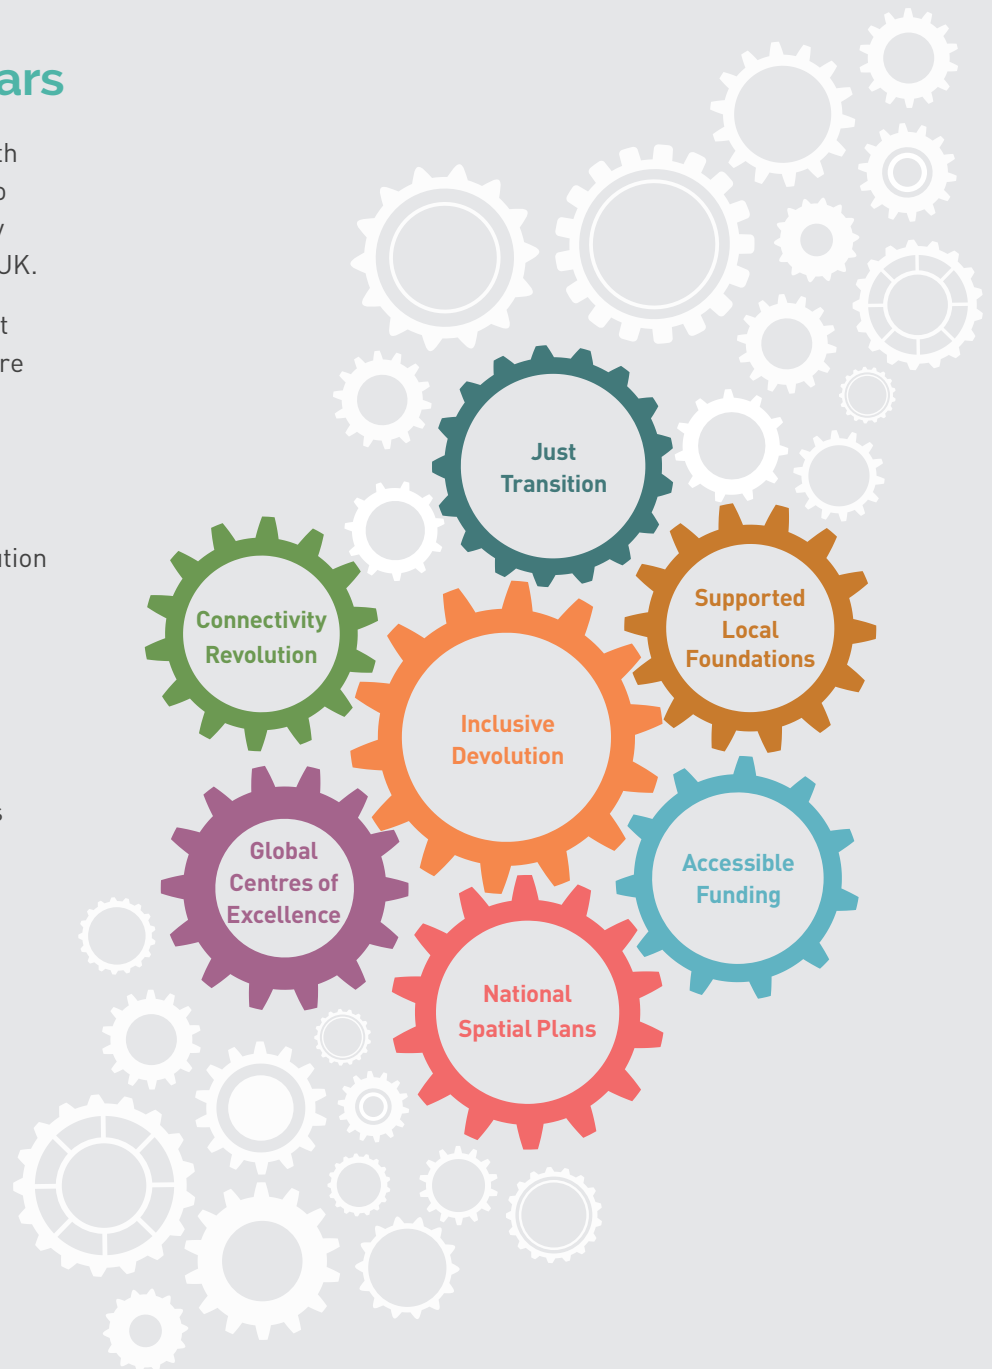 ars
th
o
y
UK.
t
re
ution
s
Just
Transition
Connectivity
Revolution
Supported
Local
Foundations
Inclusive
Devolution
Global
Centres of
Excellence
Accessible
Funding
National
Spatial Plans